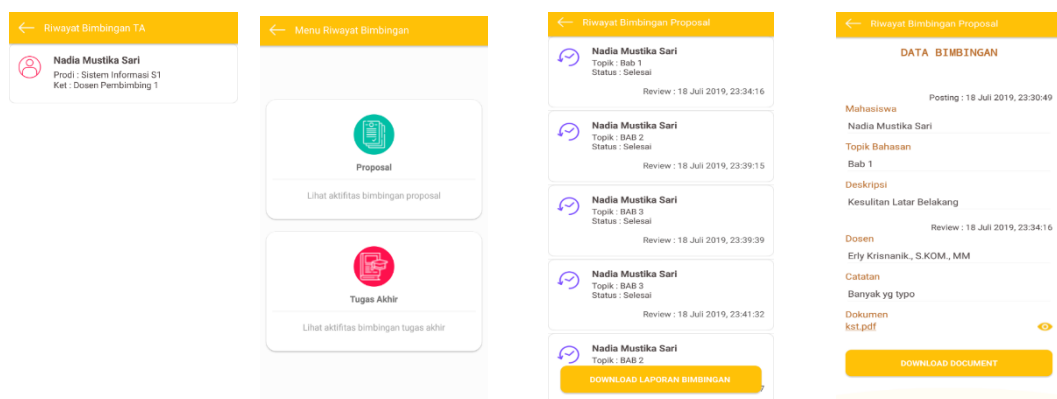 Riwayat Bimbingan TA
Nadia Mustika Sari
Prodi : Sistem Informasi S1
Ket : Dosen Pembimbing 1
Menu Riwayat Bimbingan
Proposal
Lihat aktifitas bimbingan proposal
Tugas Akhir
Lihat aktifitas bimbingan tugas akhir
Riwayat Bimbingan Proposal
Nadia Mustika Sari
Topik : Bab 1
Status : Selesai
Review : 18 Juli 2019, 23:34:16
Nadia Mustika Sari
Topik : BAB 2
Status : Selesai
Review : 18 Juli 2019, 23:39:15
Nadia Mustika Sari
Topik : BAB 3
Status : Selesai
Review : 18 Juli 2019, 23:39:39
Nadia Mustika Sari
Topik : BAB 3
Status : Selesai
Review : 18 Juli 2019, 23:41:32
Nadia Mustika Sari
Topik : BAB 2
DOWNLOAD LAPORAN BIMBINGAN
Riwayat Bimbingan Proposal
DATA BIMBINGAN
Posting : 18 Juli 2019, 23:30:49
Mahasiswa
Nadia Mustika Sari
Topik Bahasan
Bab 1
Deskripsi
Kesulitan Latar Belakang
Review : 18 Juli 2019, 23:34:16
Dosen
Erly Krisnanik., S.KOM., MM
Catatan
Banyak yg typo
Dokumen
kst.pdf
DOWNLOAD DOCUMENT